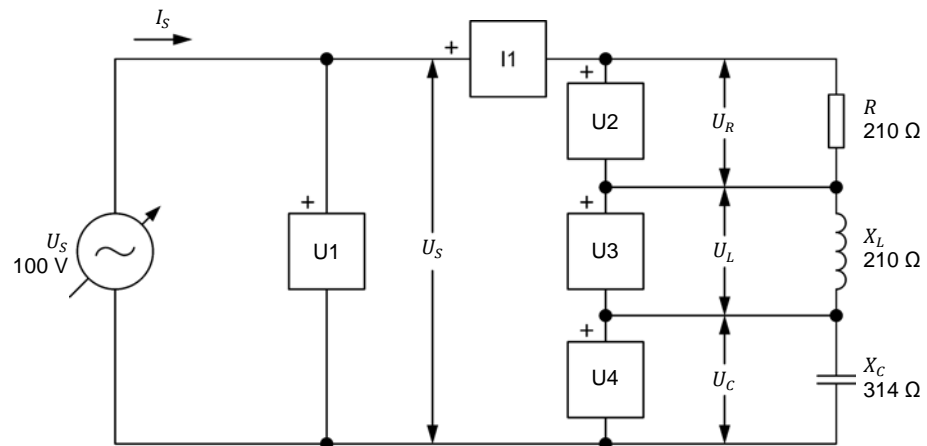 I_S
+
I1
+
U2
U_R
R
210 Ω
U_S
100 V
+
U1
U_S
+
U3
U_L
X_L
210 Ω
+
U4
U_C
X_C
314 Ω